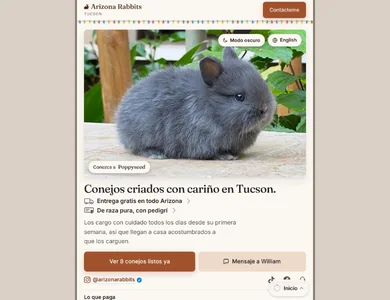 Arizona Rabbits
TUCSON
Contácteme
Modo oscuro
English
Conozca a Poppyseed
Conejos criados con cariño en Tucson.
Entrega gratis en todo Arizona
De raza pura, con pedigrí
Los cargo con cuidado todos los días desde su primera
semana, así que llegan a casa acostumbrados a
que los carguen.
Ver 8 conejos listos ya
Mensaje a William
@arizonarabbits
Inicio
Lo que paga